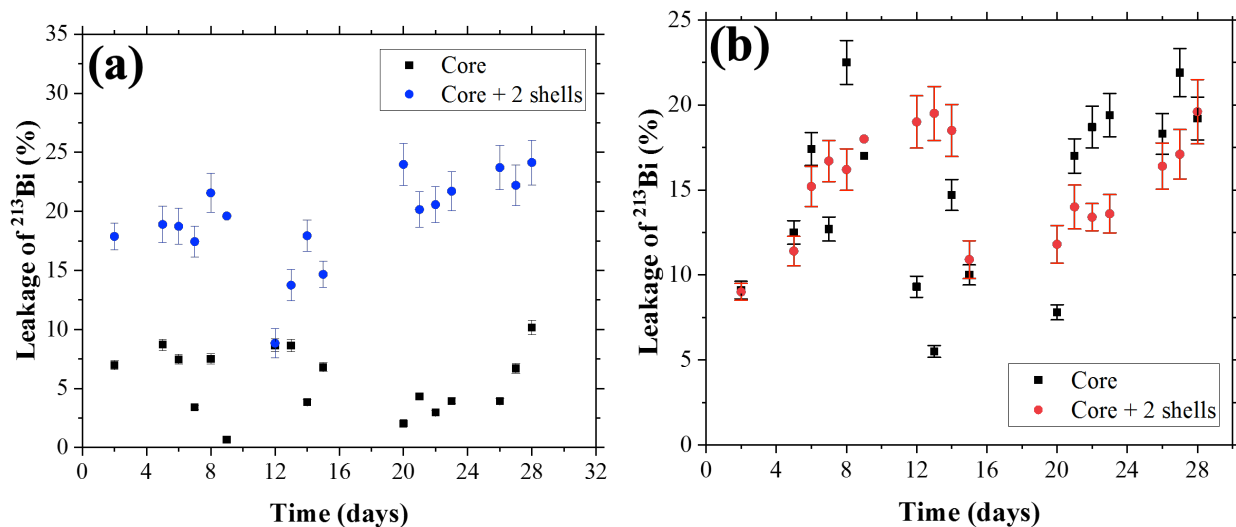 (a)
Core
Core + 2 shells
Leakage of ²¹³Bi (%)
35
30
25
20
15
10
5
0
0 4 8 12 16 20 24 28 32
Time (days)
(b)
Core
Core + 2 shells
Leakage of ²¹³Bi (%)
25
20
15
10
5
0
0 4 8 12 16 20 24 28
Time (days)